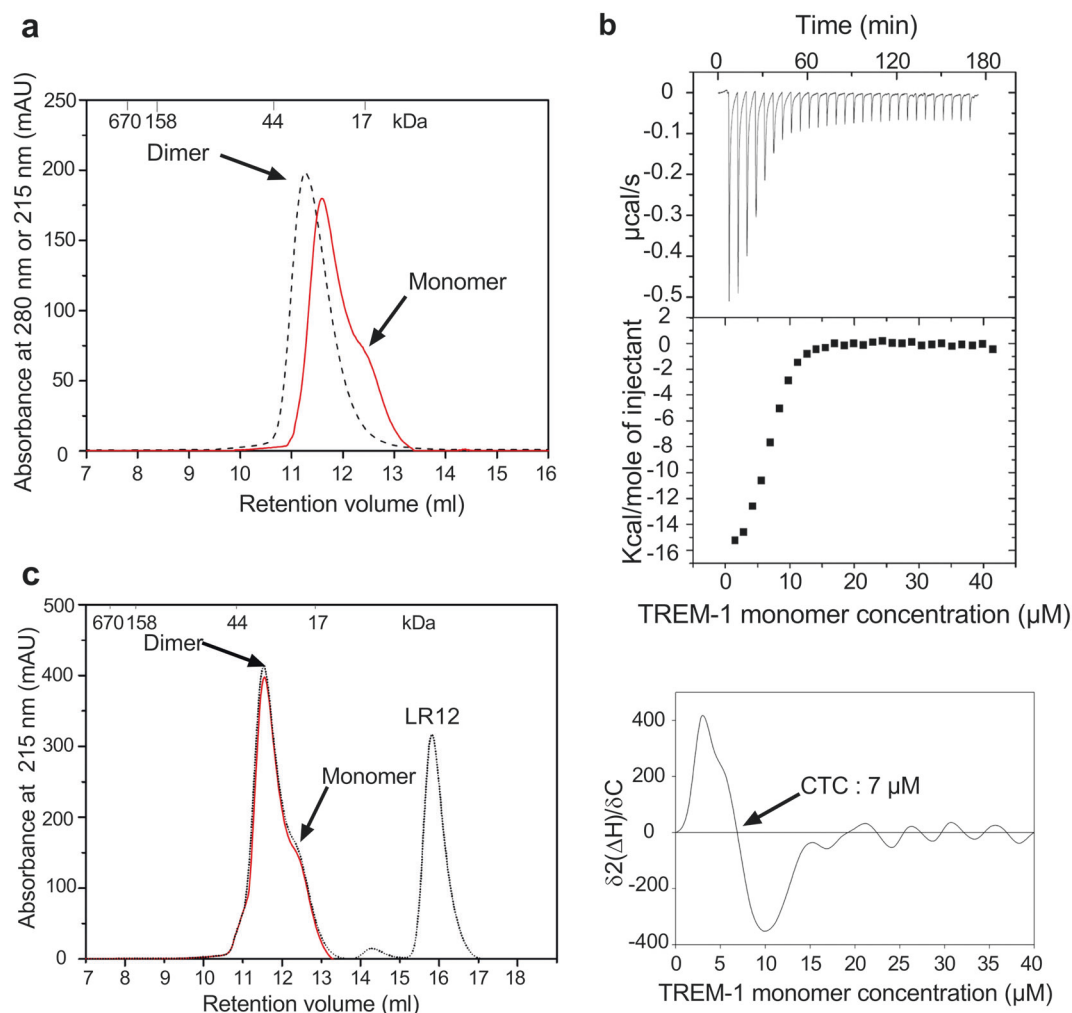 a
250
200
150
100
50
0
670 158 44 17 kDa
Dimer
Monomer
Absorbance at 280 nm or 215 nm (mAU)
7 8 9 10 11 12 13 14 15 16
Retention volume (ml)
b
Time (min)
0 60 120 180
0
-0.1
-0.2
-0.3
-0.4
-0.5
µcal/s
2
0
-2
-4
-6
-8
-10
-12
-14
-16
Kcal/mole of injectant
0 10 20 30 40
TREM-1 monomer concentration (µM)
c
500
400
300
200
100
0
670 158 44 17 kDa
Dimer
LR12
Monomer
Absorbance at 215 nm (mAU)
7 8 9 10 11 12 13 14 15 16 17 18
Retention volume (ml)
400
200
0
-200
-400
δ2(ΔH)/δC
CTC : 7 µM
0 5 10 15 20 25 30 35 40
TREM-1 monomer concentration (µM)